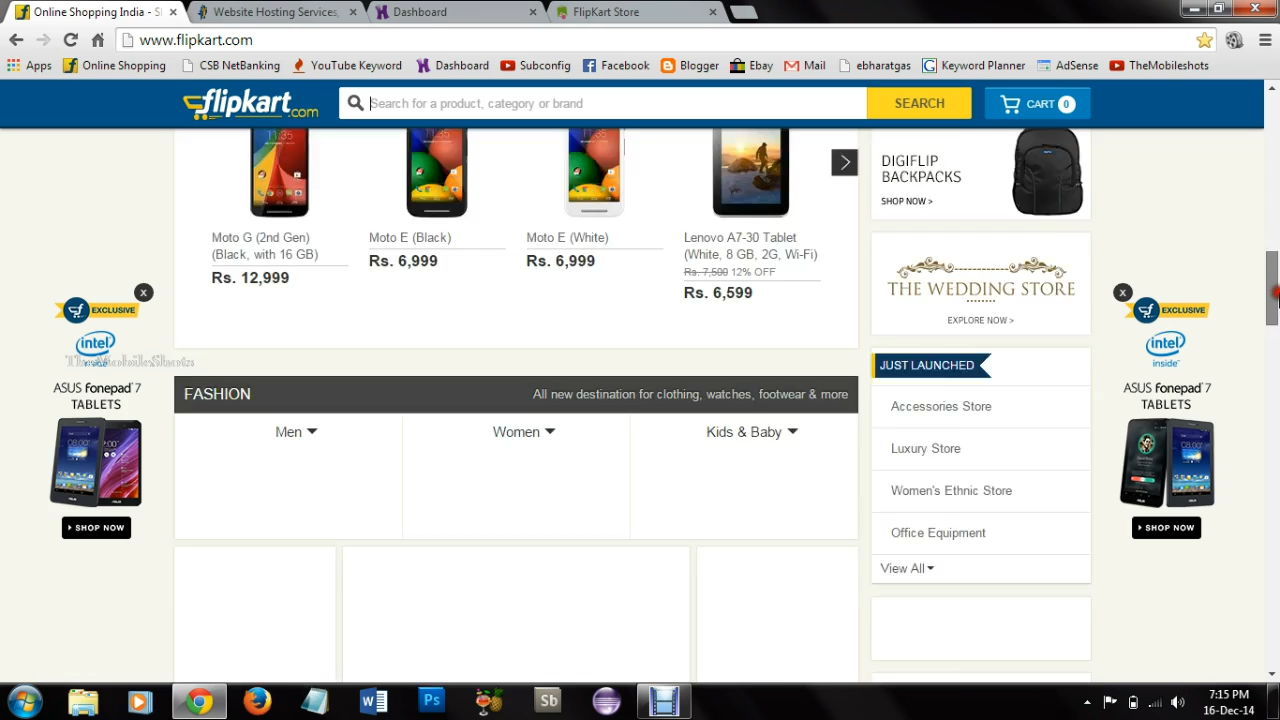 Online Shopping India - S
Website Hosting Services,
Dashboard
FlipKart Store
www.flipkart.com
Apps
Online Shopping
CSB NetBanking
YouTube Keyword
Dashboard
Subconfig
Facebook
Blogger
Ebay
Mail
ebharatgas
Keyword Planner
AdSense
TheMobileshots
flipkart.com
Search for a product, category or brand
SEARCH
CART 0
Moto G (2nd Gen)
(Black, with 16 GB)
Rs. 12,999
Moto E (Black)
Rs. 6,999
Moto E (White)
Rs. 6,999
Lenovo A7-30 Tablet
(White, 8 GB, 2G, Wi-Fi)
Rs. 7,500 12% OFF
Rs. 6,599
DIGIFLIP
BACKPACKS
SHOP NOW >
THE WEDDING STORE
EXPLORE NOW >
JUST LAUNCHED
Accessories Store
Luxury Store
Women's Ethnic Store
Office Equipment
View All
x
EXCLUSIVE
intel
inside
TheMobileShots
ASUS fonepad 7
TABLETS
SHOP NOW
FASHION
All new destination for clothing, watches, footwear & more
Men
Women
Kids & Baby
x
EXCLUSIVE
intel
inside
ASUS fonepad 7
TABLETS
SHOP NOW
W
Ps
Sb
7:15 PM
16-Dec-14